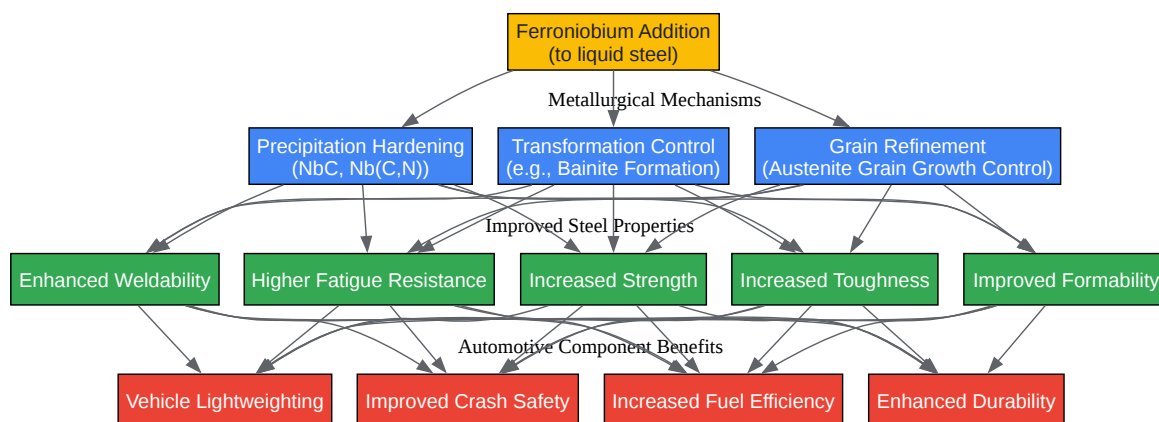 Ferroniobium Addition
(to liquid steel)
Metallurgical Mechanisms
Precipitation Hardening
(NbC, Nb(C,N))
Transformation Control
(e.g., Bainite Formation)
Grain Refinement
(Austenite Grain Growth Control)
Improved Steel Properties
Enhanced Weldability
Higher Fatigue Resistance
Increased Strength
Increased Toughness
Improved Formability
Automotive Component Benefits
Vehicle Lightweighting
Improved Crash Safety
Increased Fuel Efficiency
Enhanced Durability